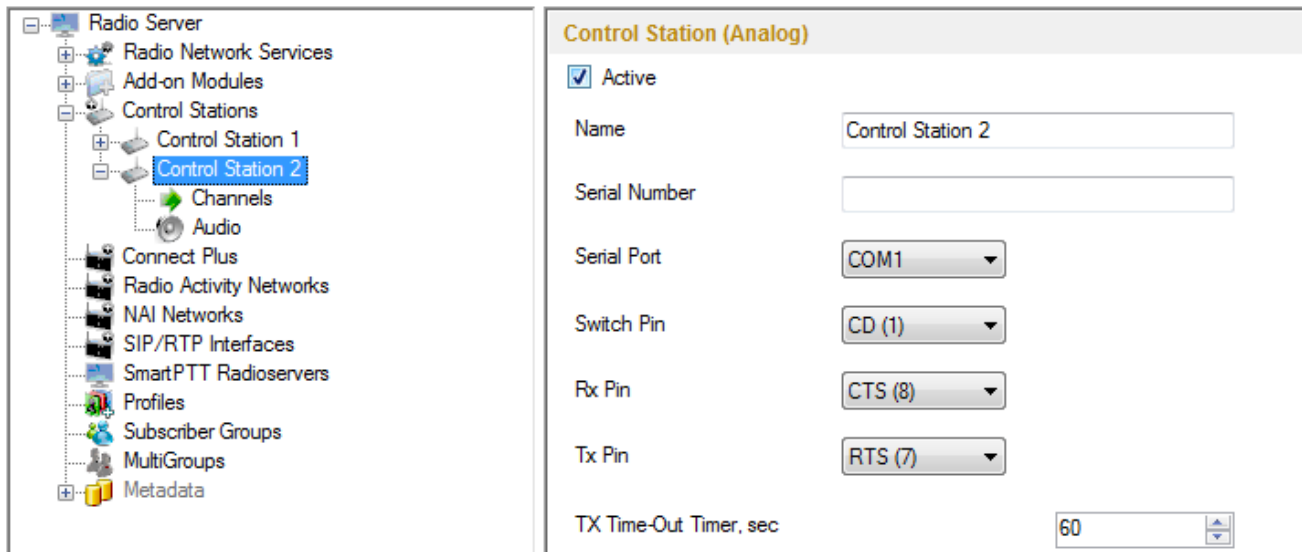 Radio Server
Radio Network Services
Add-on Modules
Control Stations
Control Station 1
Control Station 2
Channels
Audio
Connect Plus
Radio Activity Networks
NAI Networks
SIP/RTP Interfaces
SmartPTT Radioservers
Profiles
Subscriber Groups
MultiGroups
Metadata
Control Station (Analog)
Active
Name Control Station 2
Serial Number
Serial Port COM1
Switch Pin CD (1)
Rx Pin CTS (8)
Tx Pin RTS (7)
TX Time-Out Timer, sec 60